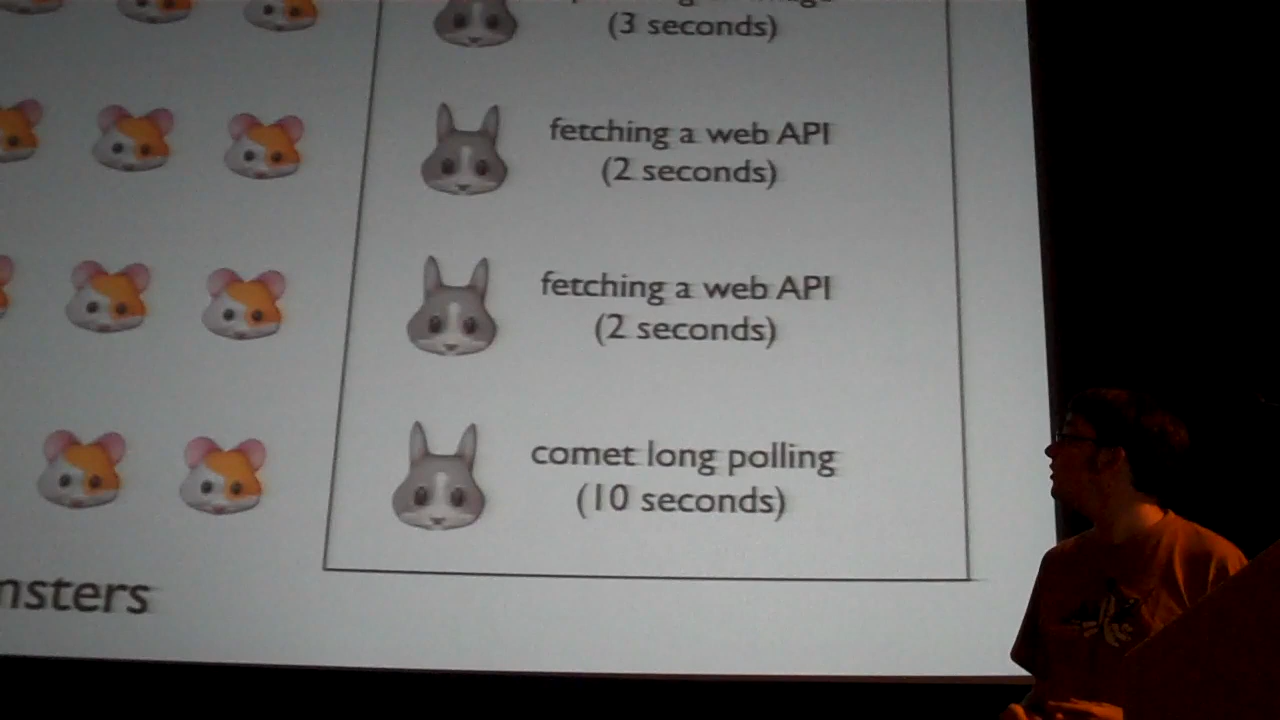 (3 seconds)
fetching a web API
(2 seconds)
fetching a web API
(2 seconds)
comet long polling
(10 seconds)
nsters